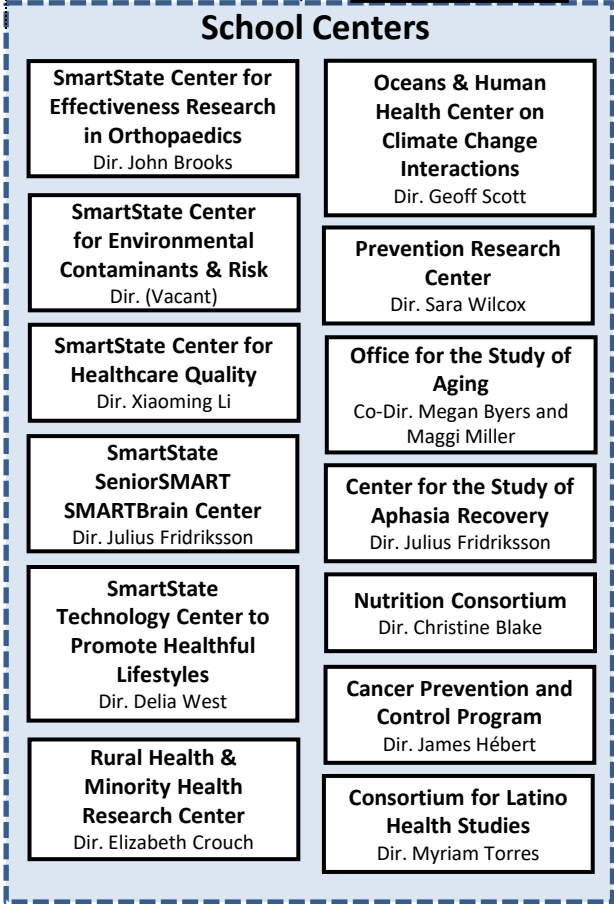 School Centers
SmartState Center for
Effectiveness Research
in Orthopaedics
Dir. John Brooks
SmartState Center
for Environmental
Contaminants & Risk
Dir. (Vacant)
SmartState Center for
Healthcare Quality
Dir. Xiaoming Li
SmartState
SeniorSMART
SMARTBrain Center
Dir. Julius Fridriksson
SmartState
Technology Center to
Promote Healthful
Lifestyles
Dir. Delia West
Rural Health &
Minority Health
Research Center
Dir. Elizabeth Crouch
Oceans & Human
Health Center on
Climate Change
Interactions
Dir. Geoff Scott
Prevention Research
Center
Dir. Sara Wilcox
Office for the Study of
Aging
Co-Dir. Megan Byers and
Maggi Miller
Center for the Study of
Aphasia Recovery
Dir. Julius Fridriksson
Nutrition Consortium
Dir. Christine Blake
Cancer Prevention and
Control Program
Dir. James Hébert
Consortium for Latino
Health Studies
Dir. Myriam Torres